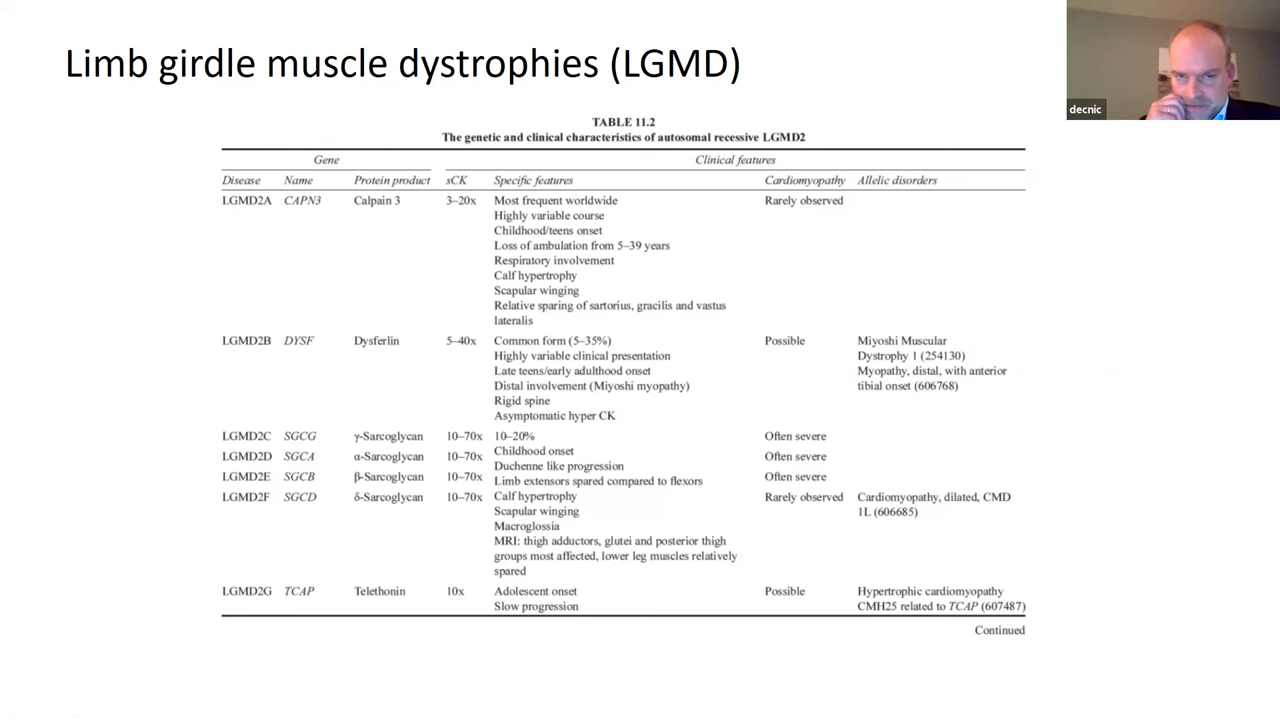 Limb girdle muscle dystrophies (LGMD)
decnic
TABLE 11.2
The genetic and clinical characteristics of autosomal recessive LGMD2
Gene Clinical features
Disease Name Protein product sCK Specific features Cardiomyopathy Allelic disorders
LGMD2A CAPN3 Calpain 3 3–20x Most frequent worldwide Rarely observed
Highly variable course
Childhood/teens onset
Loss of ambulation from 5–39 years
Respiratory involvement
Calf hypertrophy
Scapular winging
Relative sparing of sartorius, gracilis and vastus
lateralis
LGMD2B DYSF Dysferlin 5–40x Common form (5–35%) Possible Miyoshi Muscular
Highly variable clinical presentation Dystrophy 1 (254130)
Late teens/early adulthood onset Myopathy, distal, with anterior
Distal involvement (Miyoshi myopathy) tibial onset (606768)
Rigid spine
Asymptomatic hyper CK
LGMD2C SGCG γ-Sarcoglycan 10–70x 10–20% Often severe
Childhood onset
LGMD2D SGCA α-Sarcoglycan 10–70x Often severe
Duchenne like progression
LGMD2E SGCB β-Sarcoglycan 10–70x Limb extensors spared compared to flexors Often severe
LGMD2F SGCD δ-Sarcoglycan 10–70x Calf hypertrophy Rarely observed Cardiomyopathy, dilated, CMD
Scapular winging 1L (606685)
Macroglossia
MRI: thigh adductors, glutei and posterior thigh
groups most affected, lower leg muscles relatively
spared
LGMD2G TCAP Telethonin 10x Adolescent onset Possible Hypertrophic cardiomyopathy
Slow progression CMH25 related to TCAP (607487)
Continued